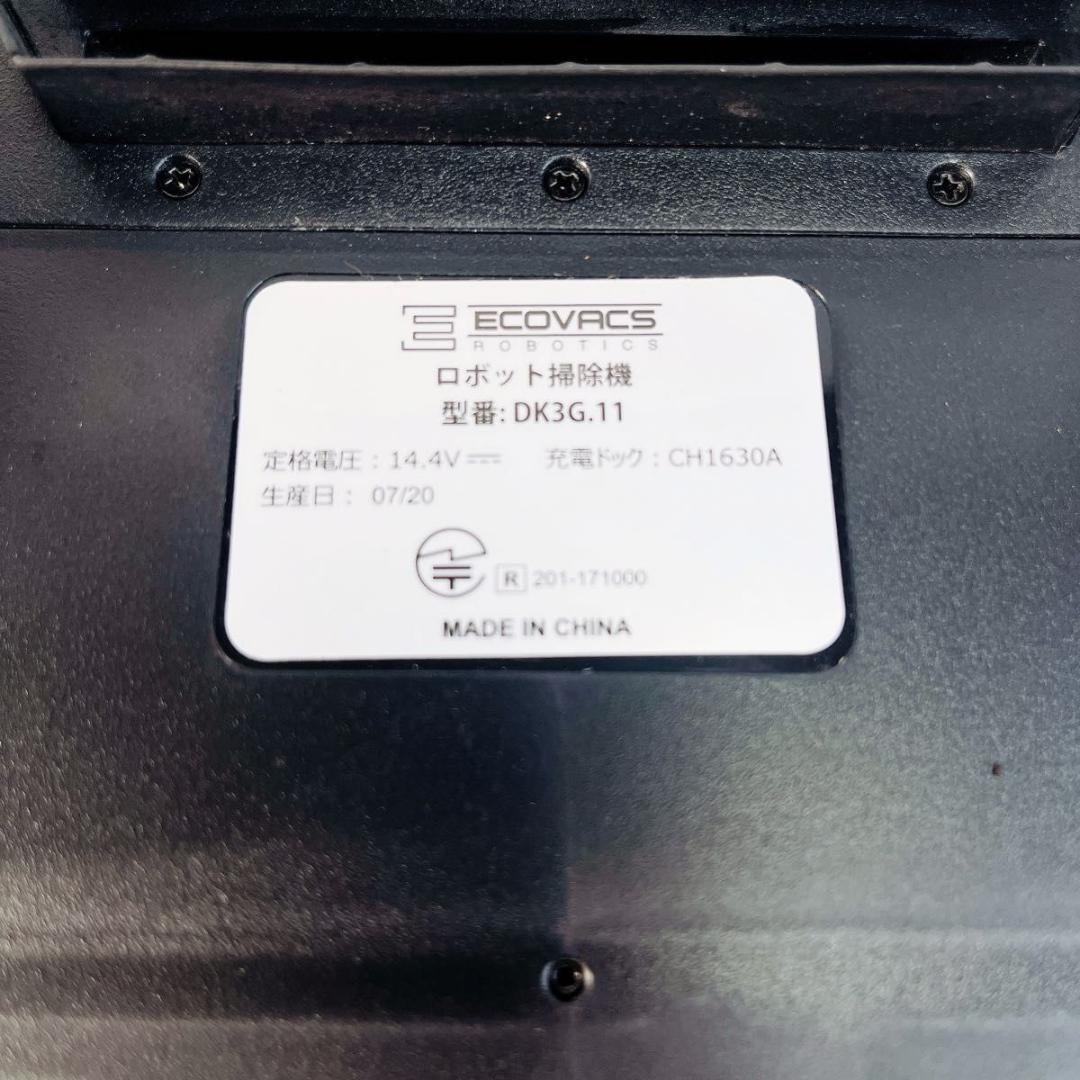 ECOVACS
ROBOTICS
ロボット掃除機
型番: DK3G.11
定格電圧 : 14.4V 充電ドック : CH1630A
生産日 : 07/20
R 201-171000
MADE IN CHINA